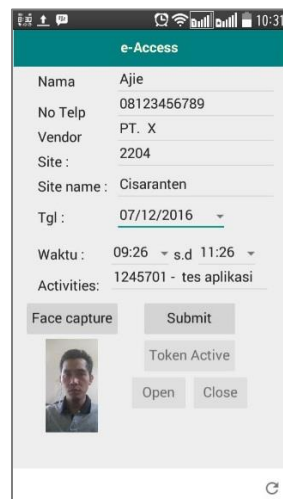 10:31
e-Access
Nama Ajie
No Telp 08123456789
Vendor PT. X
Site : 2204
Site name : Cisaranten
Tgl : 07/12/2016
Waktu : 09:26 s.d 11:26
Activities: 1245701 - tes aplikasi
Face capture Submit
Token Active
Open Close